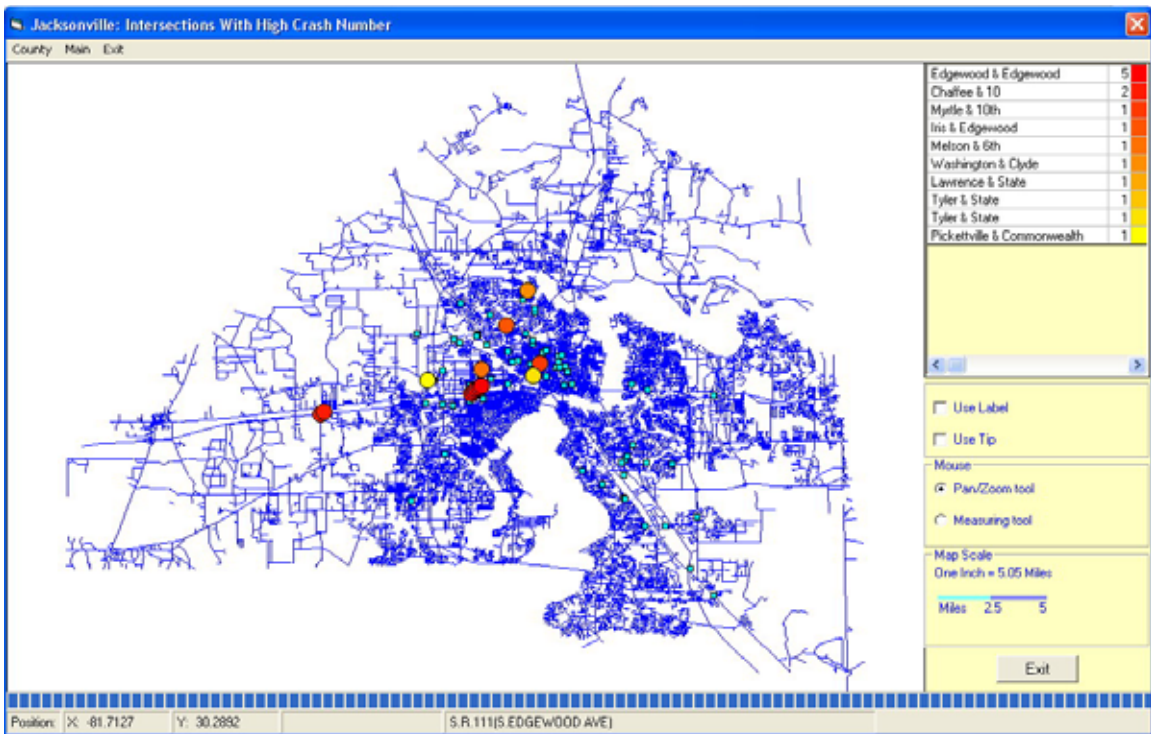 Jacksonville: Intersections With High Crash Number
County Main Exit
Edgewood & Edgewood 5
Chaffee & 10 2
Myrtle & 10th 1
Iris & Edgewood 1
Melson & 6th 1
Washington & Clyde 1
Lawrence & State 1
Tyler & State 1
Tyler & State 1
Pickettville & Commonwealth 1
Use Label
Use Tip
Mouse
Pan/Zoom tool
Measuring tool
Map Scale
One Inch = 5.05 Miles
Miles 2.5 5
Exit
Position: X: -81.7127 Y: 30.2892 S.R.111(S.EDGEWOOD AVE)